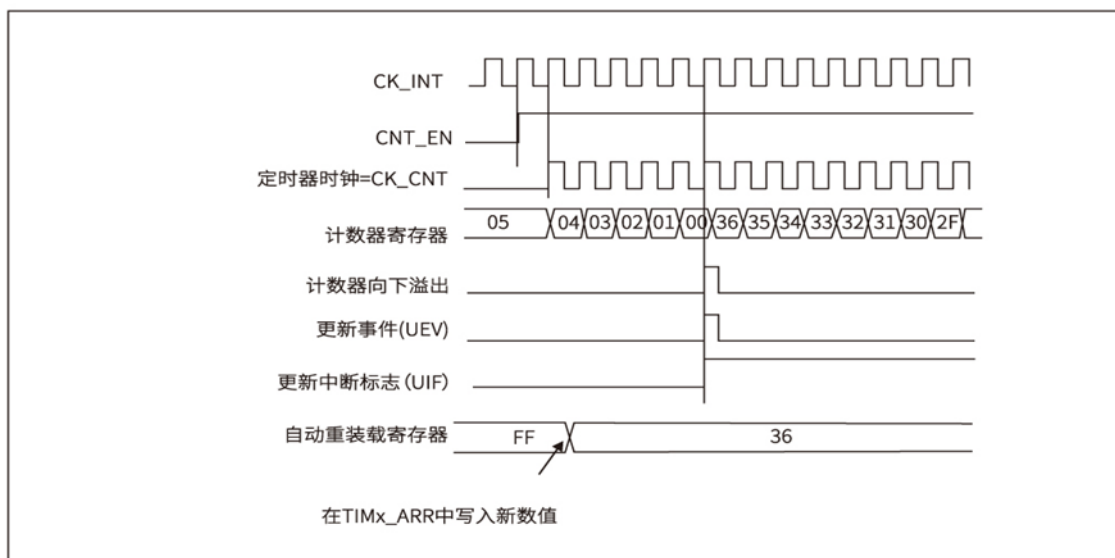 CK_INT
CNT_EN
定时器时钟=CK_CNT
计数器寄存器 05 04 03 02 01 00 36 35 34 33 32 31 30 2F
计数器向下溢出
更新事件(UEV)
更新中断标志(UIF)
自动重装载寄存器 FF 36
在TIMx_ARR中写入新数值